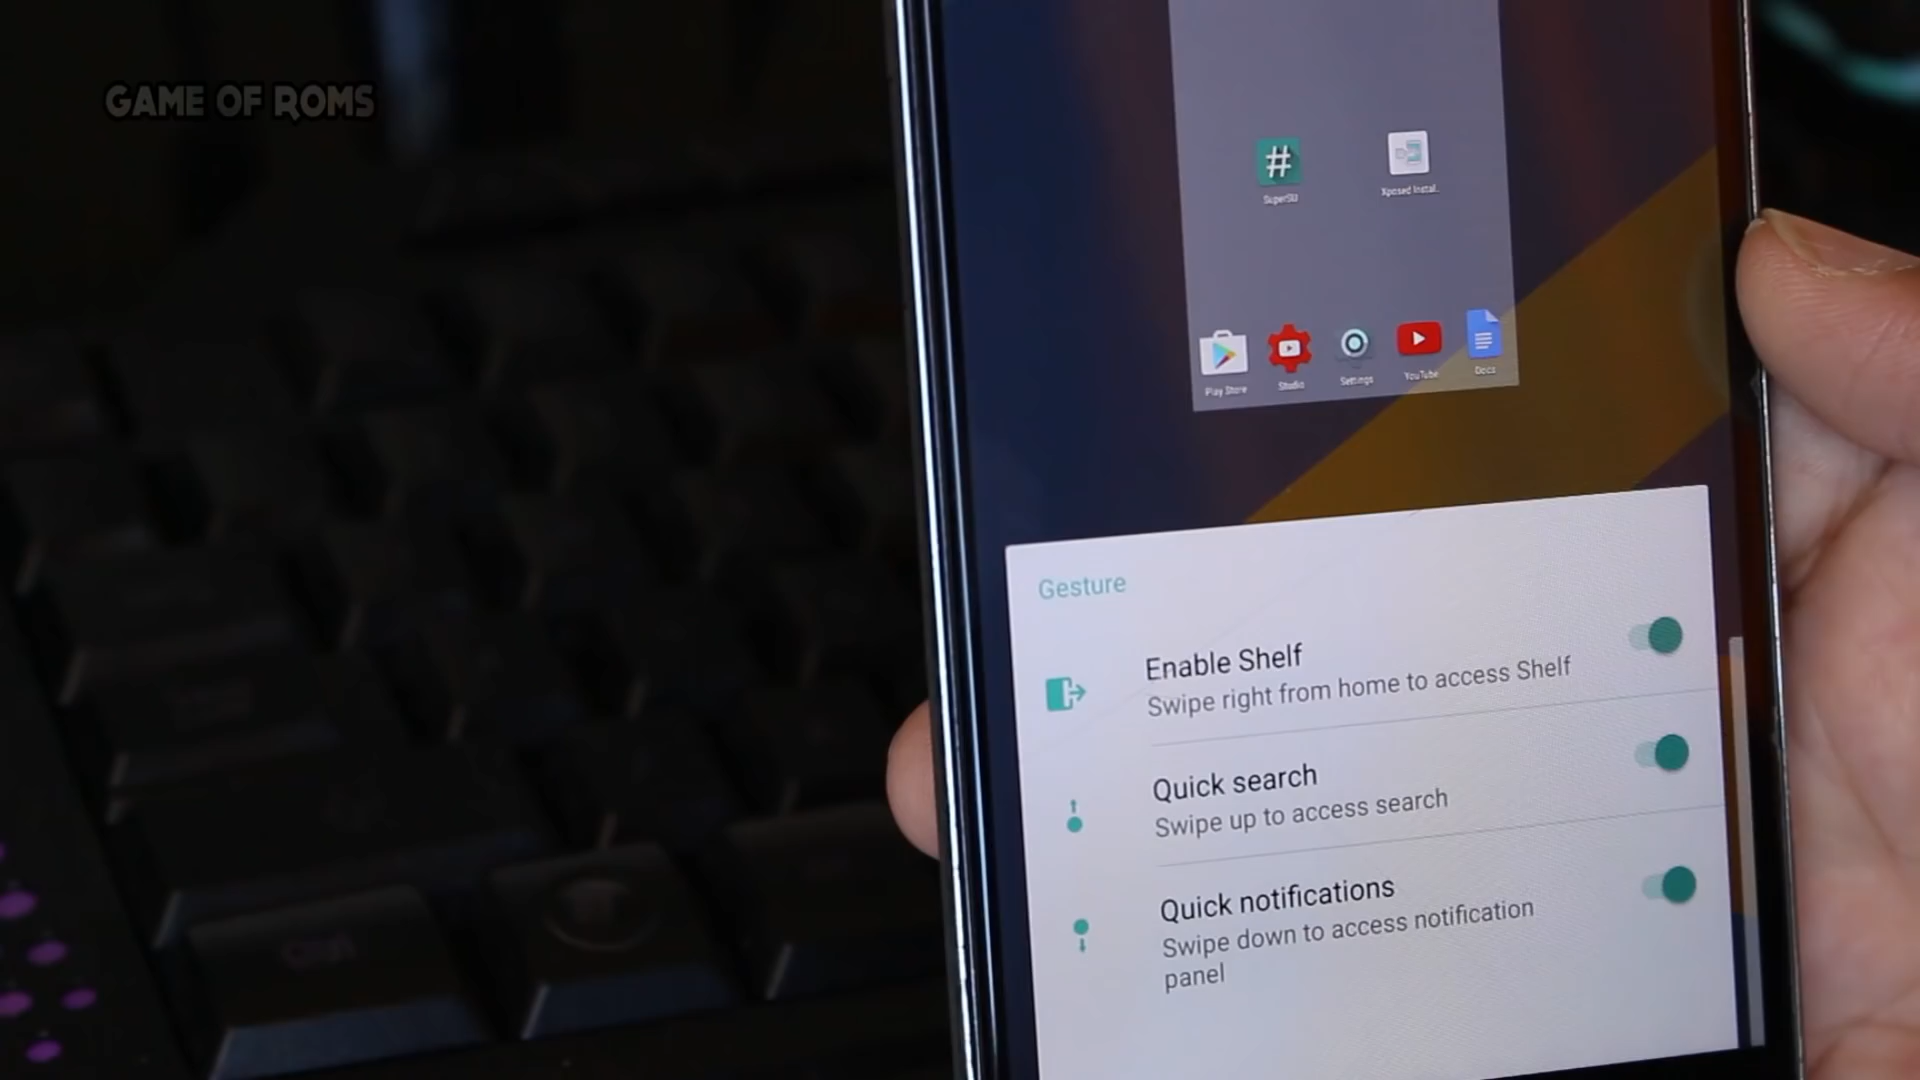 GAME OF ROMS
SuperSU
Xposed Instal..
Play Store
Studio
Settings
YouTube
Docs
Gesture
Enable Shelf
Swipe right from home to access Shelf
Quick search
Swipe up to access search
Quick notifications
Swipe down to access notification
panel
Ctrl